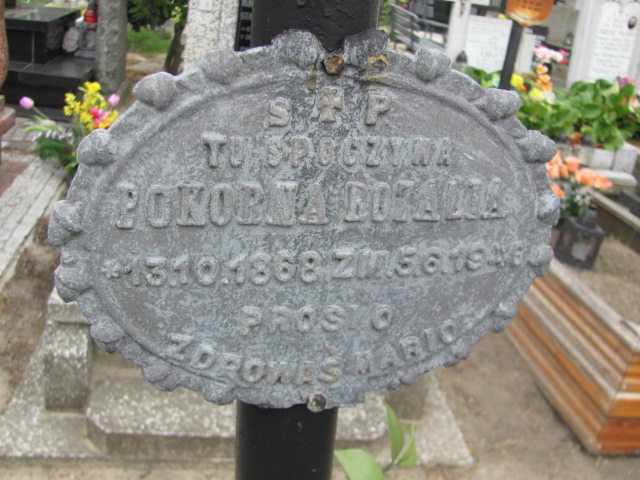 S + P
TU SPOCZYWA
POKORNA ROZALIA
*13.10.1868 ZM.5.6.1946
PROSI O
ZDROWAŚ MARIO